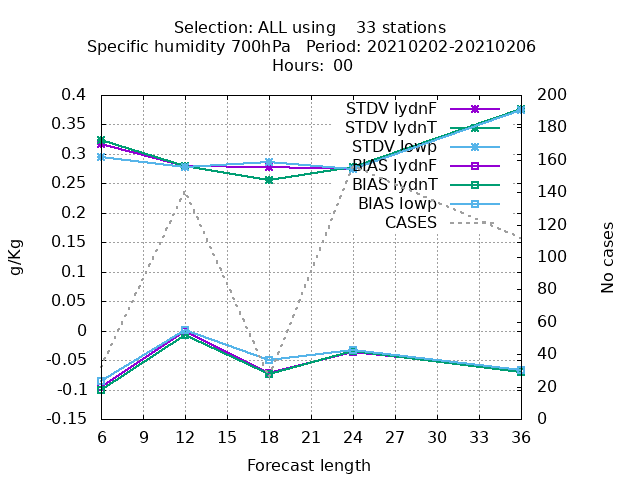 Selection: ALL using    33 stations
Specific humidity 700hPa   Period: 20210202-20210206
Hours:  00
STDV lydnF
STDV lydnT
STDV lowp
BIAS lydnF
BIAS lydnT
BIAS lowp
CASES
g/Kg
0.4
0.35
0.3
0.25
0.2
0.15
0.1
0.05
0
-0.05
-0.1
-0.15
200
180
160
140
120
100
80
60
40
20
0
No cases
6 9 12 15 18 21 24 27 30 33 36
Forecast length